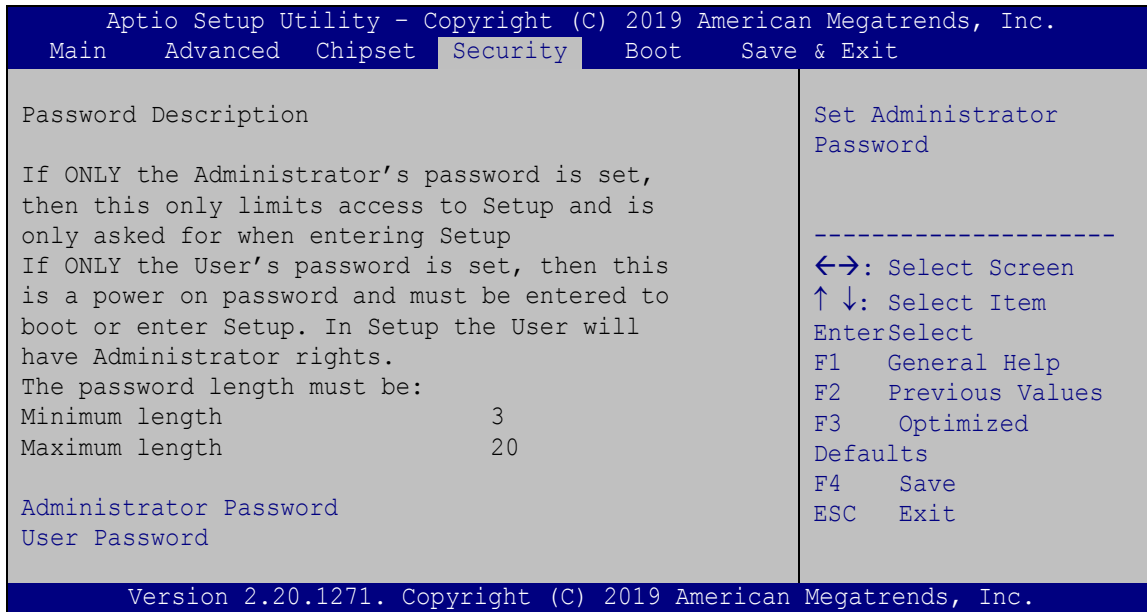 Aptio Setup Utility – Copyright (C) 2019 American Megatrends, Inc.
Main Advanced Chipset Security Boot Save & Exit
Password Description
If ONLY the Administrator’s password is set,
then this only limits access to Setup and is
only asked for when entering Setup
If ONLY the User’s password is set, then this
is a power on password and must be entered to
boot or enter Setup. In Setup the User will
have Administrator rights.
The password length must be:
Minimum length 3
Maximum length 20
Administrator Password
User Password
Set Administrator
Password
---------------------
←→: Select Screen
↑ ↓: Select Item
EnterSelect
F1 General Help
F2 Previous Values
F3 Optimized
Defaults
F4 Save
ESC Exit
Version 2.20.1271. Copyright (C) 2019 American Megatrends, Inc.